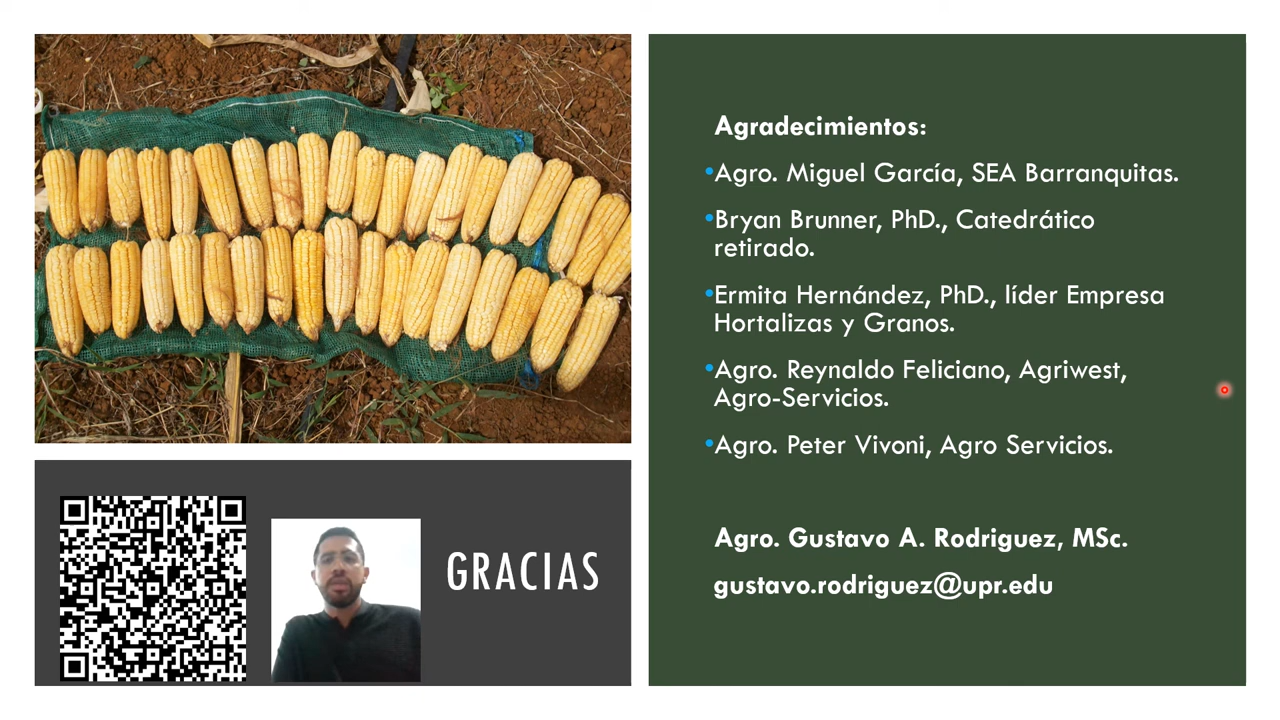 Agradecimientos:
•Agro. Miguel García, SEA Barranquitas.
•Bryan Brunner, PhD., Catedrático
retirado.
•Ermita Hernández, PhD., líder Empresa
Hortalizas y Granos.
•Agro. Reynaldo Feliciano, Agriwest,
Agro-Servicios.
•Agro. Peter Vivoni, Agro Servicios.
Agro. Gustavo A. Rodriguez, MSc.
gustavo.rodriguez@upr.edu
GRACIAS